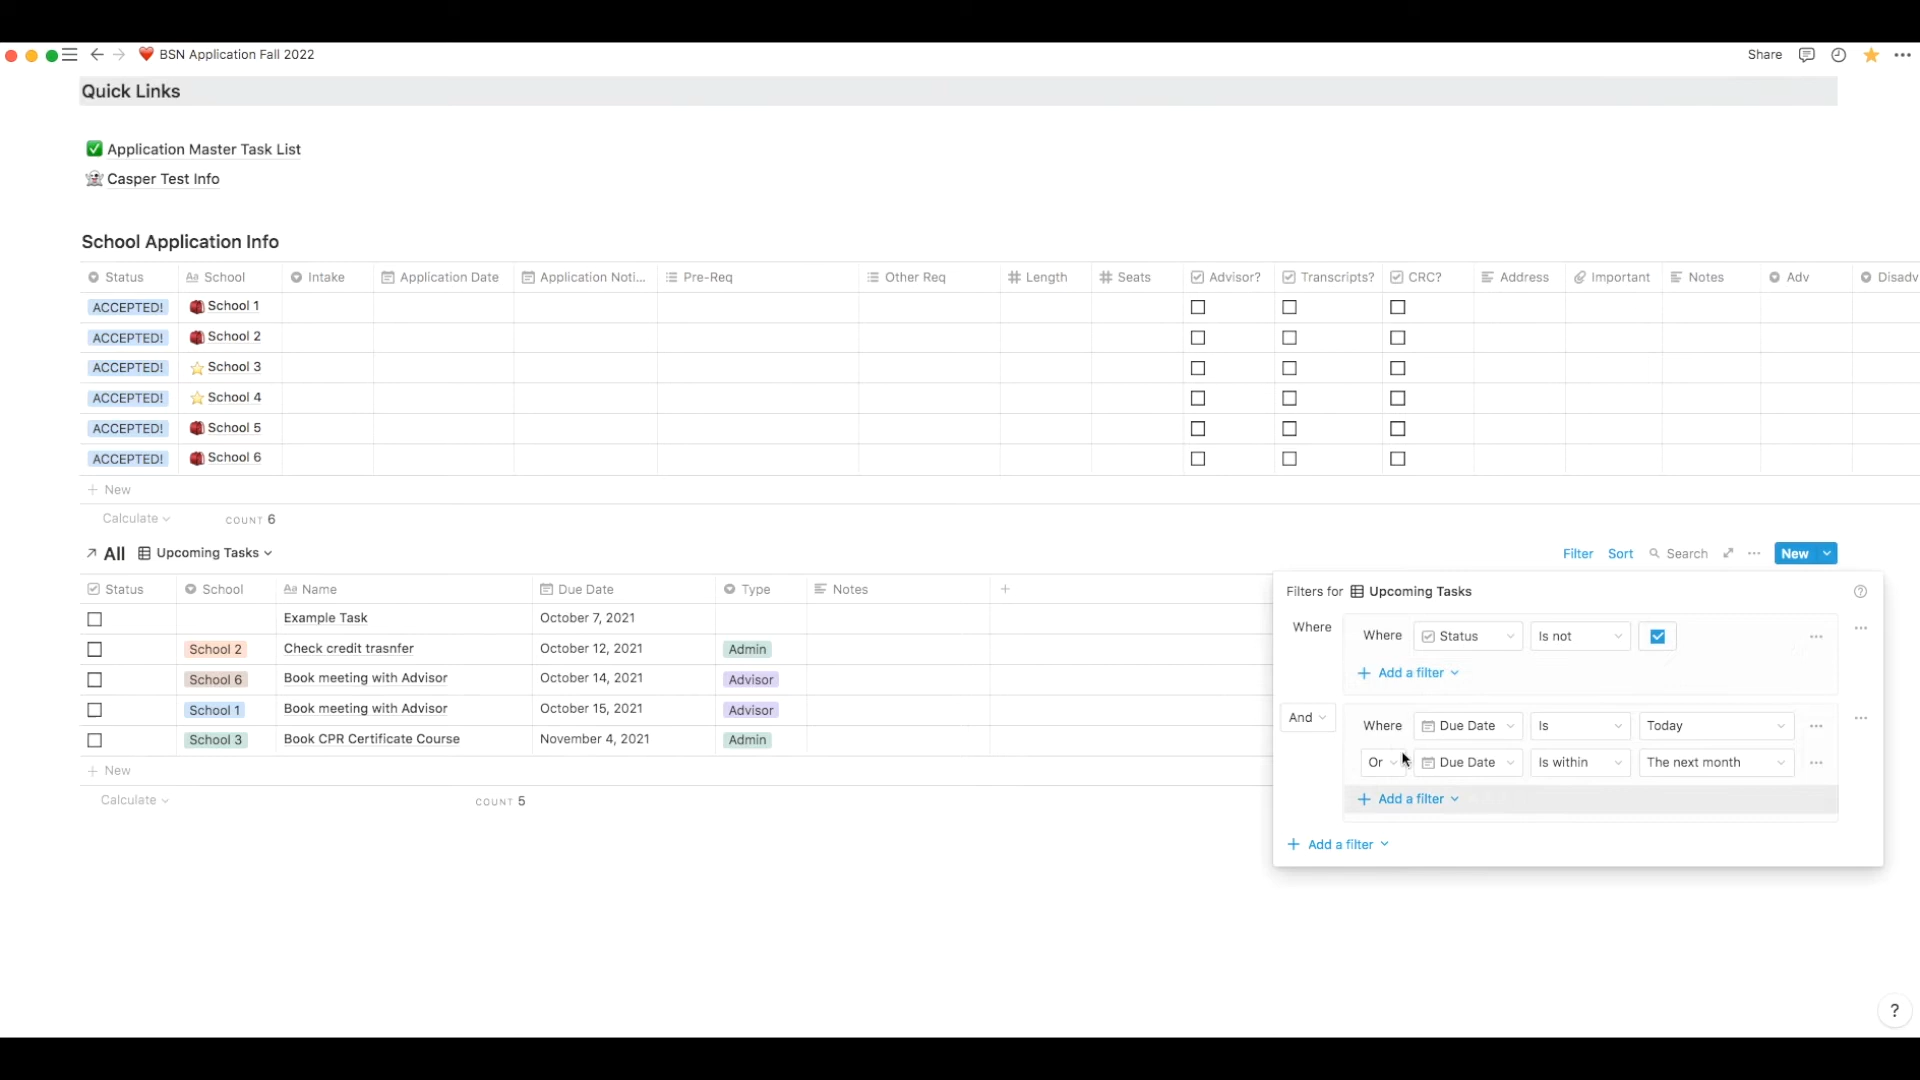 BSN Application Fall 2022 Share
Quick Links
Application Master Task List
Casper Test Info
School Application Info
Status Aa School Intake Application Date Application Noti... Pre-Req Other Req # Length # Seats Advisor? Transcripts? CRC? Address Important Notes Adv Disadv
ACCEPTED! School 1
ACCEPTED! School 2
ACCEPTED! School 3
ACCEPTED! School 4
ACCEPTED! School 5
ACCEPTED! School 6
+ New
Calculate COUNT 6
↗ All Upcoming Tasks Filter Sort Search ... New
Status School Aa Name Due Date Type Notes +
Example Task October 7, 2021
School 2 Check credit trasnfer October 12, 2021 Admin
School 6 Book meeting with Advisor October 14, 2021 Advisor
School 1 Book meeting with Advisor October 15, 2021 Advisor
School 3 Book CPR Certificate Course November 4, 2021 Admin
+ New
Calculate COUNT 5
Filters for Upcoming Tasks ?
Where Where Status Is not
+ Add a filter
And Where Due Date Is Today
Or Due Date Is within The next month
+ Add a filter
+ Add a filter
?